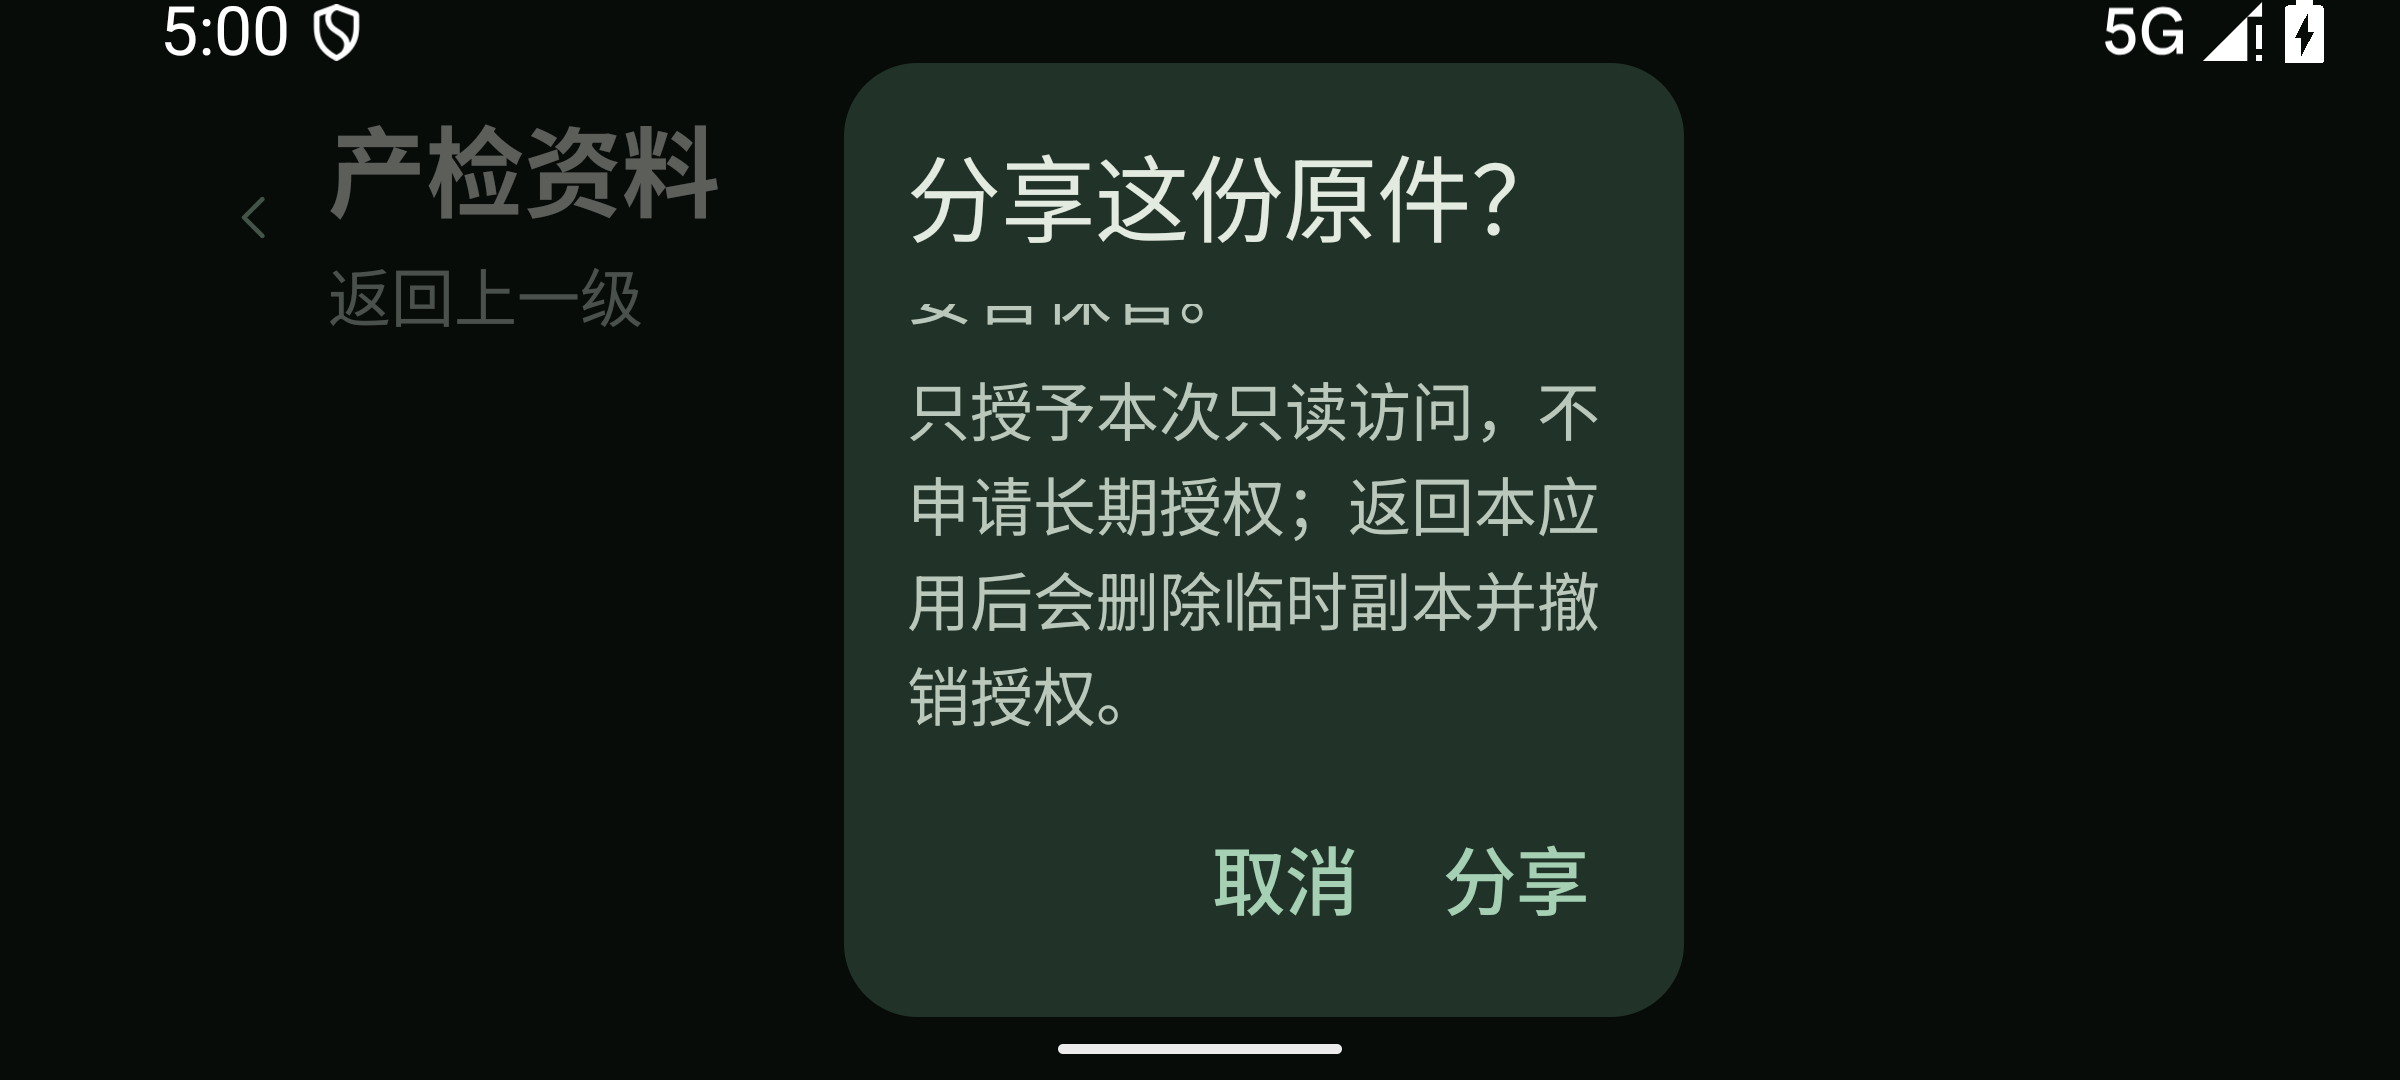 5:00
5G
产检资料
返回上一级
分享这份原件？
只授予本次只读访问，不
申请长期授权；返回本应
用后会删除临时副本并撤
销授权。
取消
分享